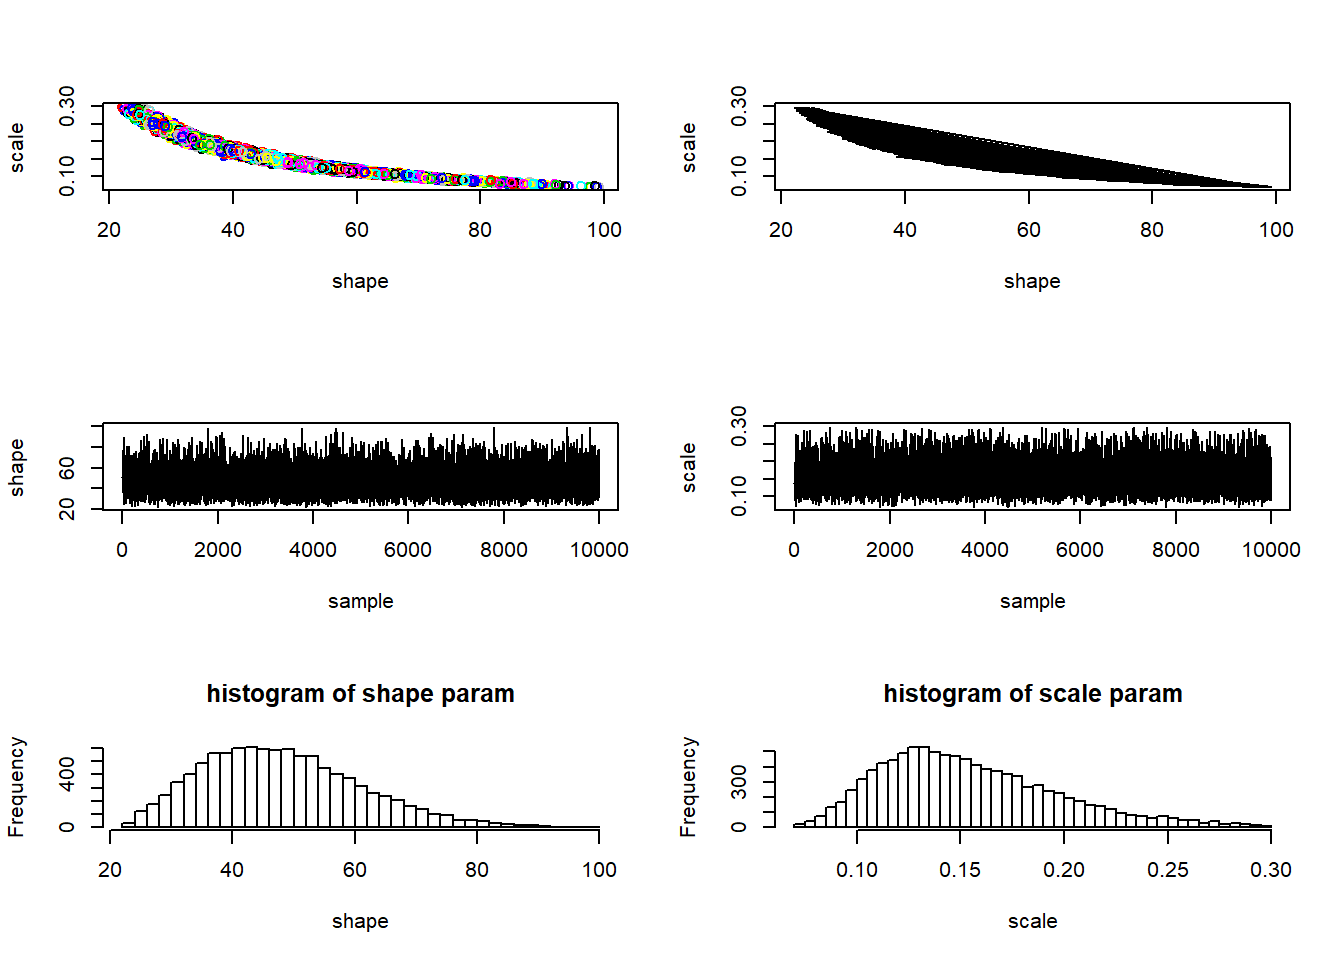 scale
0.10 0.30
20 40 60 80 100
shape
scale
0.10 0.30
20 40 60 80 100
shape
shape
20 60
0 2000 4000 6000 8000 10000
sample
scale
0.10 0.30
0 2000 4000 6000 8000 10000
sample
histogram of shape param
Frequency
0 400
20 40 60 80 100
shape
histogram of scale param
Frequency
0 300
0.10 0.15 0.20 0.25 0.30
scale